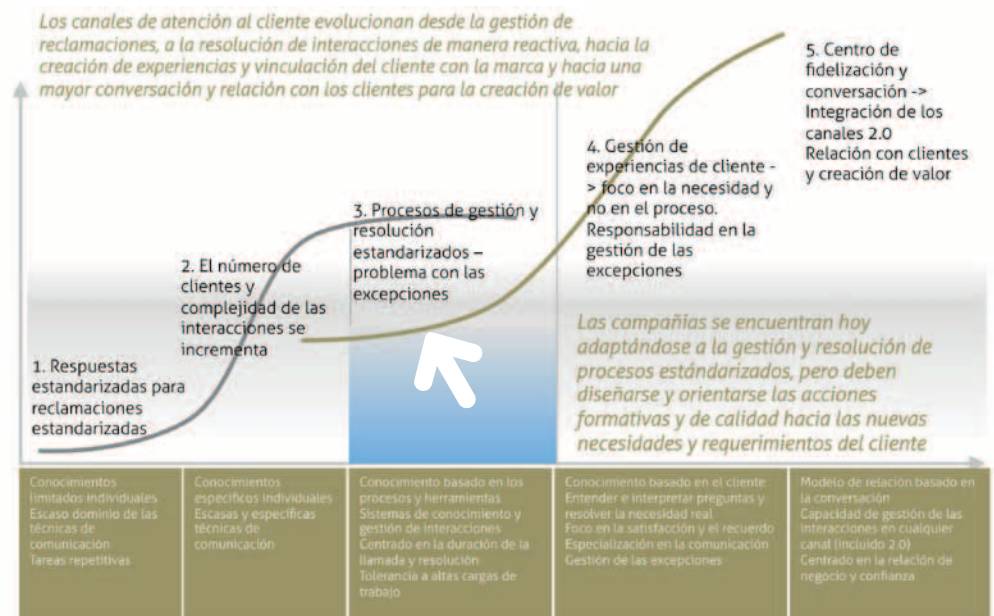 Los canales de atención al cliente evolucionan desde la gestión de
reclamaciones, a la resolución de interacciones de manera reactiva, hacia la
creación de experiencias y vinculación del cliente con la marca y hacia una
mayor conversación y relación con los clientes para la creación de valor
5. Centro de
fidelización y
conversación ->
Integración de los
canales 2.0
Relación con clientes
y creación de valor
4. Gestión de
experiencias de cliente -
> foco en la necesidad y
no en el proceso.
Responsabilidad en la
gestión de las
excepciones
3. Procesos de gestión y
resolución
estandarizados –
problema con las
excepciones
2. El número de
clientes y
complejidad de las
interacciones se
incrementa
1. Respuestas
estandarizadas para
reclamaciones
estandarizadas
Las compañias se encuentran hoy
adaptándose a la gestión y resolución de
procesos estándarizados, pero deben
diseñarse y orientarse las acciones
formativas y de calidad hacia las nuevas
necesidades y requerimientos del cliente
Conocimientos
limitados individuales
Escaso dominio de las
técnicas de
comunicación
Tareas repetitivas
Conocimientos
específicos individuales
Escasas y específicas
técnicas de
comunicación
Conocimiento basado en los
procesos y herramientas
Sistemas de conocimiento y
gestión de interacciones
Centrado en la duración de la
llamada y resolución
Tolerancia a altas cargas de
trabajo
Conocimiento basado en el cliente
Entender e interpretar preguntas y
resolver la necesidad real
Foco en la satisfacción y el recuerdo
Especialización en la comunicación
Gestión de las excepciones
Modelo de relación basado en
la conversación
Capacidad de gestión de las
interacciones en cualquier
canal (incluido 2.0)
Centrado en la relación de
negocio y confianza